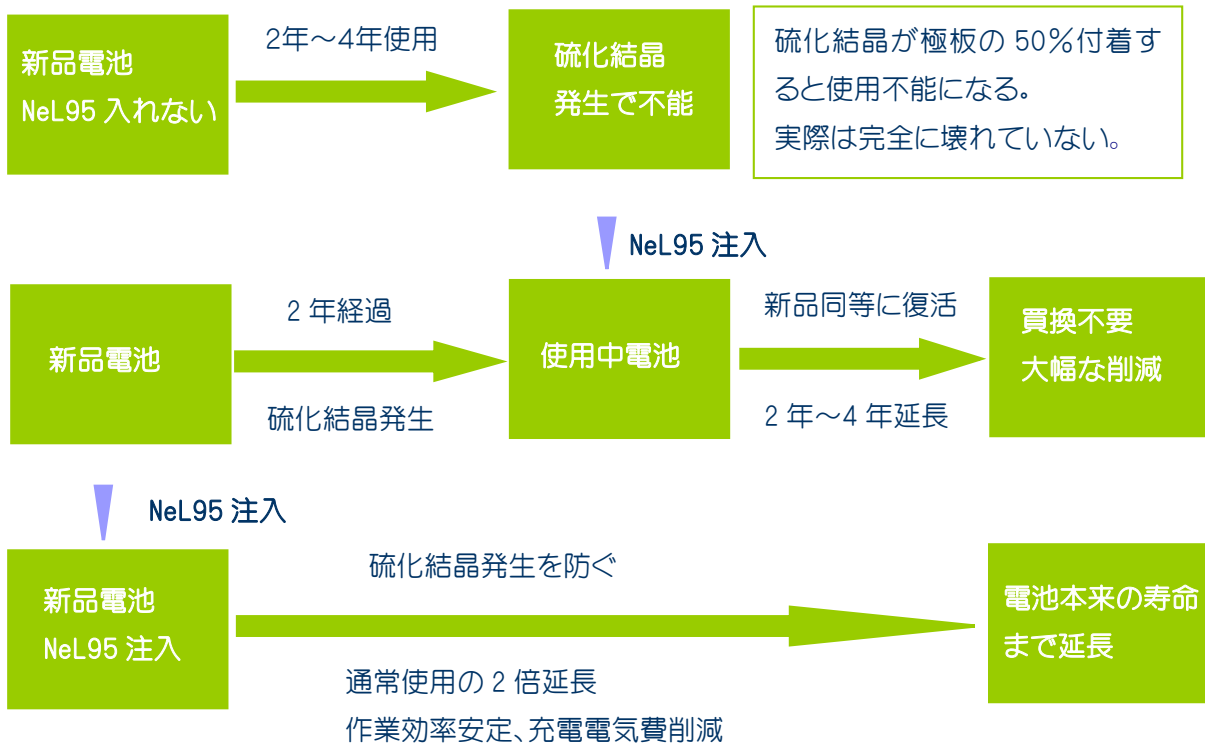 新品電池
NeL95 入れない
2年～4年使用
硫化結晶
発生で不能
硫化結晶が極板の 50％付着す
ると使用不能になる。
実際は完全に壊れていない。
NeL95 注入
新品電池
2 年経過
硫化結晶発生
使用中電池
新品同等に復活
2 年～4 年延長
買換不要
大幅な削減
NeL95 注入
新品電池
NeL95 注入
硫化結晶発生を防ぐ
通常使用の 2 倍延長
作業効率安定、充電電気費削減
電池本来の寿命
まで延長